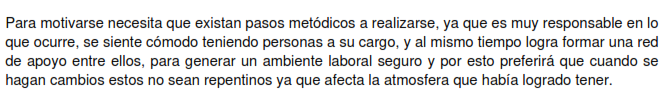 Para motivarse necesita que existan pasos metódicos a realizarse, ya que es muy responsable en lo
que ocurre, se siente cómodo teniendo personas a su cargo, y al mismo tiempo logra formar una red
de apoyo entre ellos, para generar un ambiente laboral seguro y por esto preferirá que cuando se
hagan cambios estos no sean repentinos ya que afecta la atmosfera que había logrado tener.